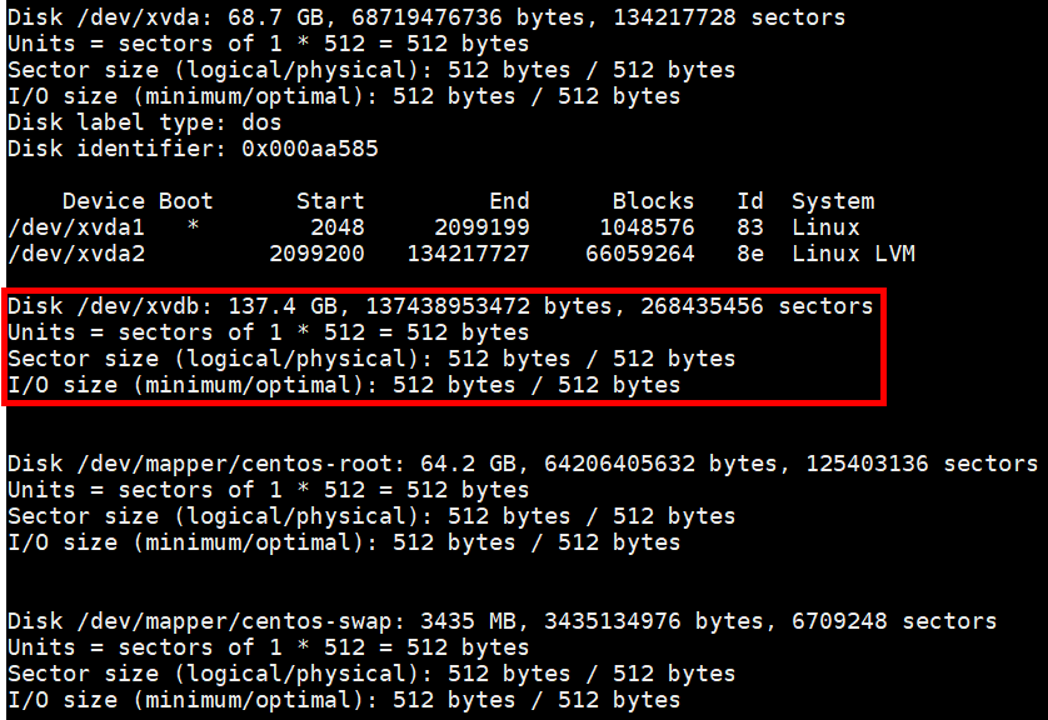 Disk /dev/xvda: 68.7 GB, 68719476736 bytes, 134217728 sectors
Units = sectors of 1 * 512 = 512 bytes
Sector size (logical/physical): 512 bytes / 512 bytes
I/O size (minimum/optimal): 512 bytes / 512 bytes
Disk label type: dos
Disk identifier: 0x000aa585
Device Boot Start End Blocks Id System
/dev/xvda1 * 2048 2099199 1048576 83 Linux
/dev/xvda2 2099200 134217727 66059264 8e Linux LVM
Disk /dev/xvdb: 137.4 GB, 137438953472 bytes, 268435456 sectors
Units = sectors of 1 * 512 = 512 bytes
Sector size (logical/physical): 512 bytes / 512 bytes
I/O size (minimum/optimal): 512 bytes / 512 bytes
Disk /dev/mapper/centos-root: 64.2 GB, 64206405632 bytes, 125403136 sectors
Units = sectors of 1 * 512 = 512 bytes
Sector size (logical/physical): 512 bytes / 512 bytes
I/O size (minimum/optimal): 512 bytes / 512 bytes
Disk /dev/mapper/centos-swap: 3435 MB, 3435134976 bytes, 6709248 sectors
Units = sectors of 1 * 512 = 512 bytes
Sector size (logical/physical): 512 bytes / 512 bytes
I/O size (minimum/optimal): 512 bytes / 512 bytes